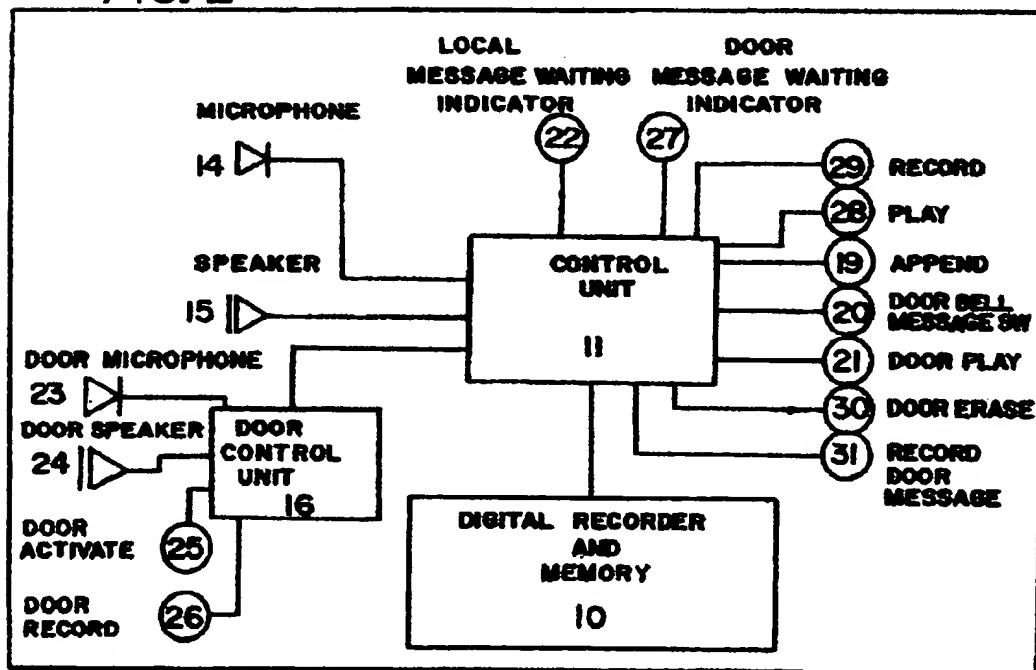 LOCAL
MESSAGE WAITING
INDICATOR
22
DOOR
MESSAGE WAITING
INDICATOR
27
MICROPHONE
14
SPEAKER
15
CONTROL
UNIT
11
29 RECORD
28 PLAY
19 APPEND
20 DOOR BELL
MESSAGE SW
21 DOOR PLAY
30 DOOR ERASE
31 RECORD
DOOR
MESSAGE
DOOR MICROPHONE
23
DOOR SPEAKER
24
DOOR
CONTROL
UNIT
16
DOOR
ACTIVATE
25
DOOR
RECORD
26
DIGITAL RECORDER
AND
MEMORY
10